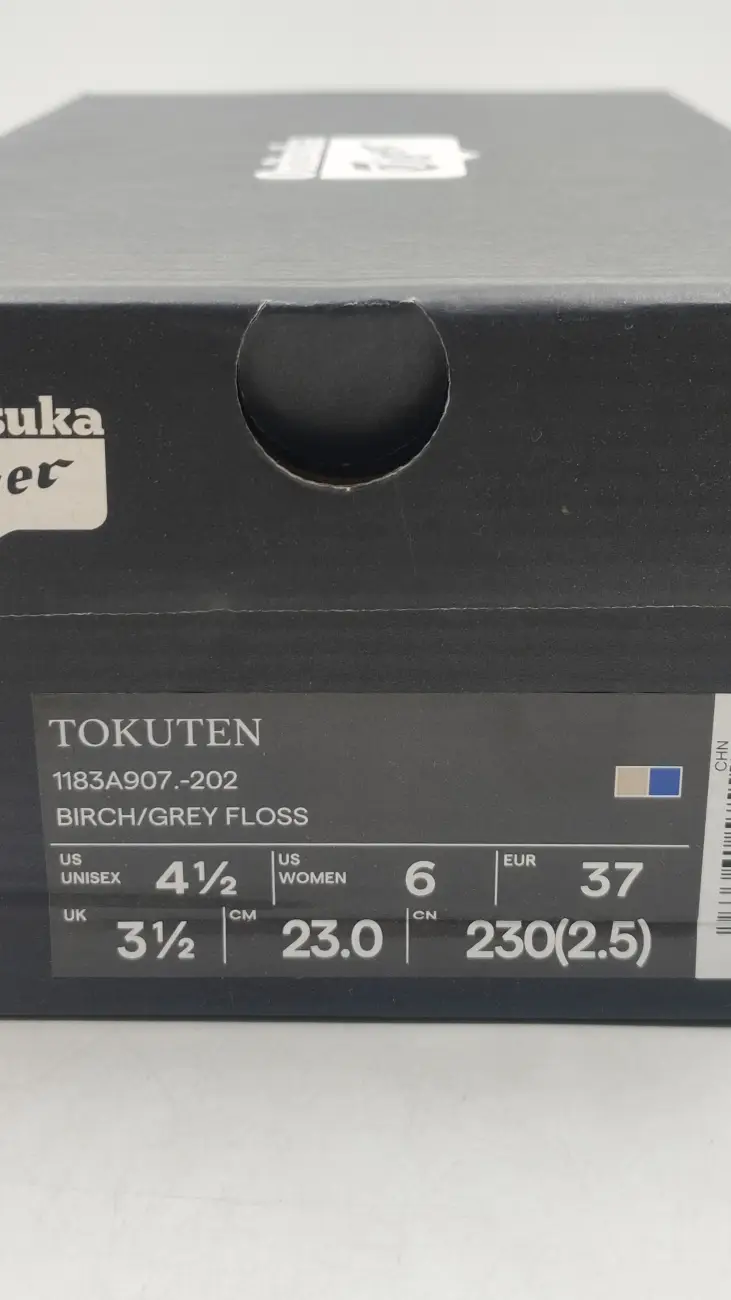 suka
er
TOKUTEN
1183A907.-202
BIRCH/GREY FLOSS
US UNISEX 4½ US WOMEN 6 EUR 37
UK 3½ CM 23.0 CN 230(2.5)
CHN